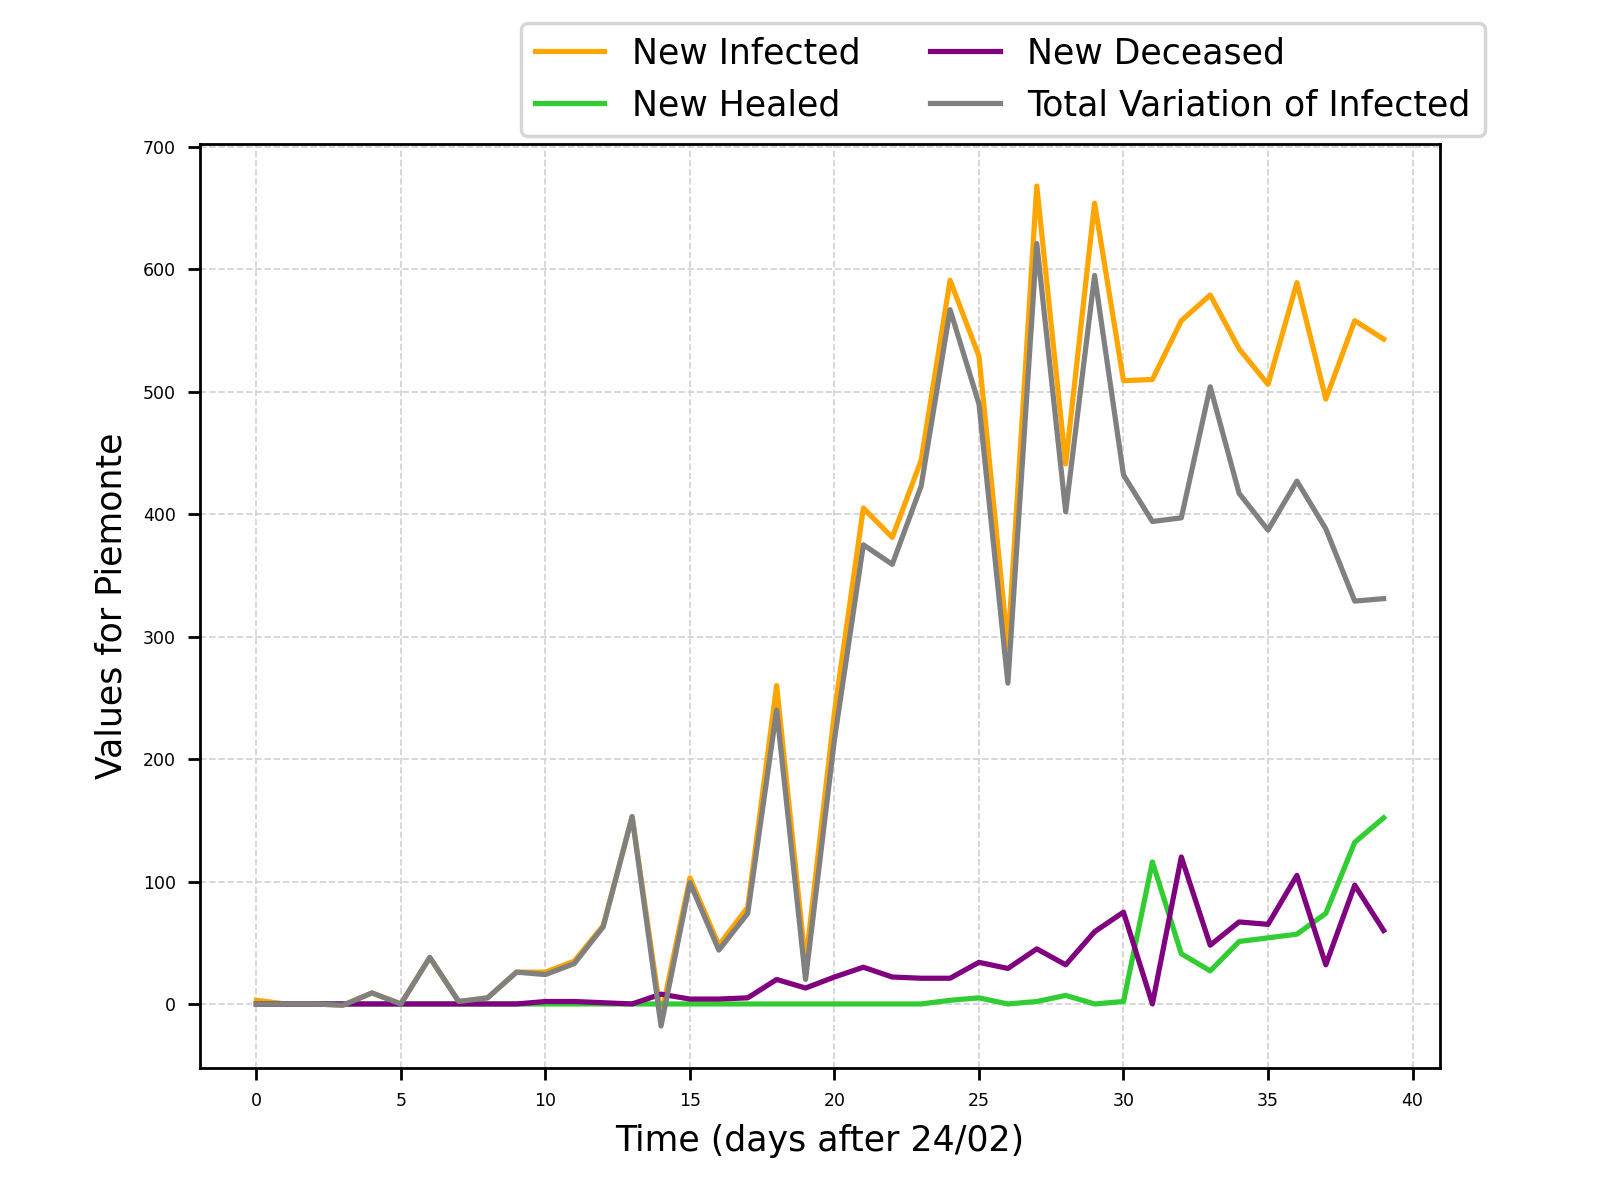 New Infected
New Healed
New Deceased
Total Variation of Infected
700
600
500
400
300
200
100
0
Values for Piemonte
0 5 10 15 20 25 30 35 40
Time (days after 24/02)